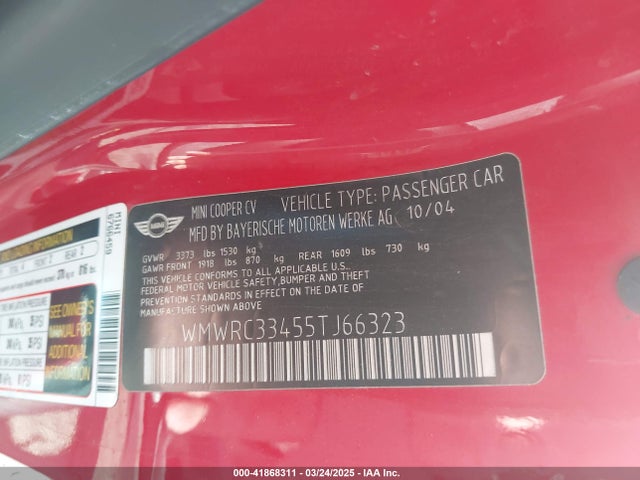 MINI
MINI COOPER CV VEHICLE TYPE: PASSENGER CAR
MFD BY BAYERISCHE MOTOREN WERKE AG 10/04
GVWR 3373 lbs 1530 kg
GAWR FRONT 1918 lbs 870 kg REAR 1609 lbs 730 kg
THIS VEHICLE CONFORMS TO ALL APPLICABLE U.S.
FEDERAL MOTOR VEHICLE SAFETY,BUMPER AND THEFT
PREVENTION STANDARDS IN EFFECT ON THE DATE OF
MANUFACTURE SHOWN ABOVE.
WMWRC33455TJ66323
MINI
6756459
SEE OWNER'S
MANUAL FOR
ADDITIONAL
INFORMATION
000-41868311 - 03/24/2025 - IAA Inc.